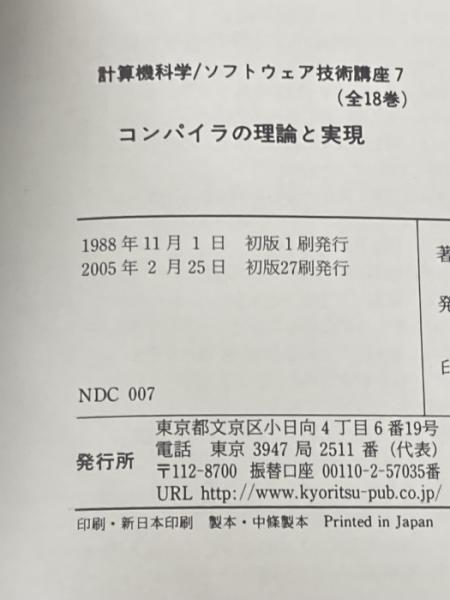 計算機科学/ソフトウェア技術講座 7
(全18巻)
コンパイラの理論と実現
1988 年 11 月 1 日 初版 1 刷発行
2005 年 2 月 25 日 初版27刷発行
著
発
印
NDC 007
東京都文京区小日向 4 丁目 6 番19号
発行所
電話 東京 3947 局 2511 番 (代表)
〒112-8700 振替口座 00110-2-57035番
URL http://www.kyoritsu-pub.co.jp/
印刷・新日本印刷 製本・中條製本 Printed in Japan